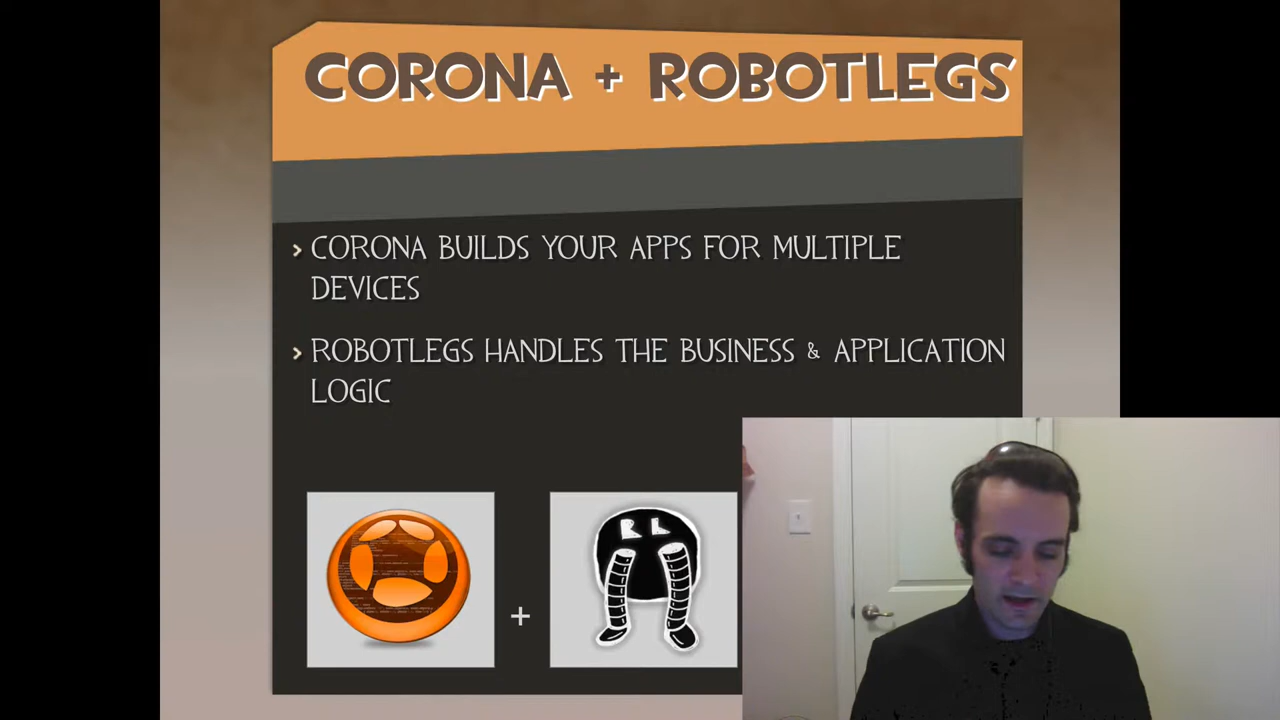 CORONA + ROBOTLEGS
› CORONA BUILDS YOUR APPS FOR MULTIPLE
DEVICES
› ROBOTLEGS HANDLES THE BUSINESS & APPLICATION
LOGIC
R L
+